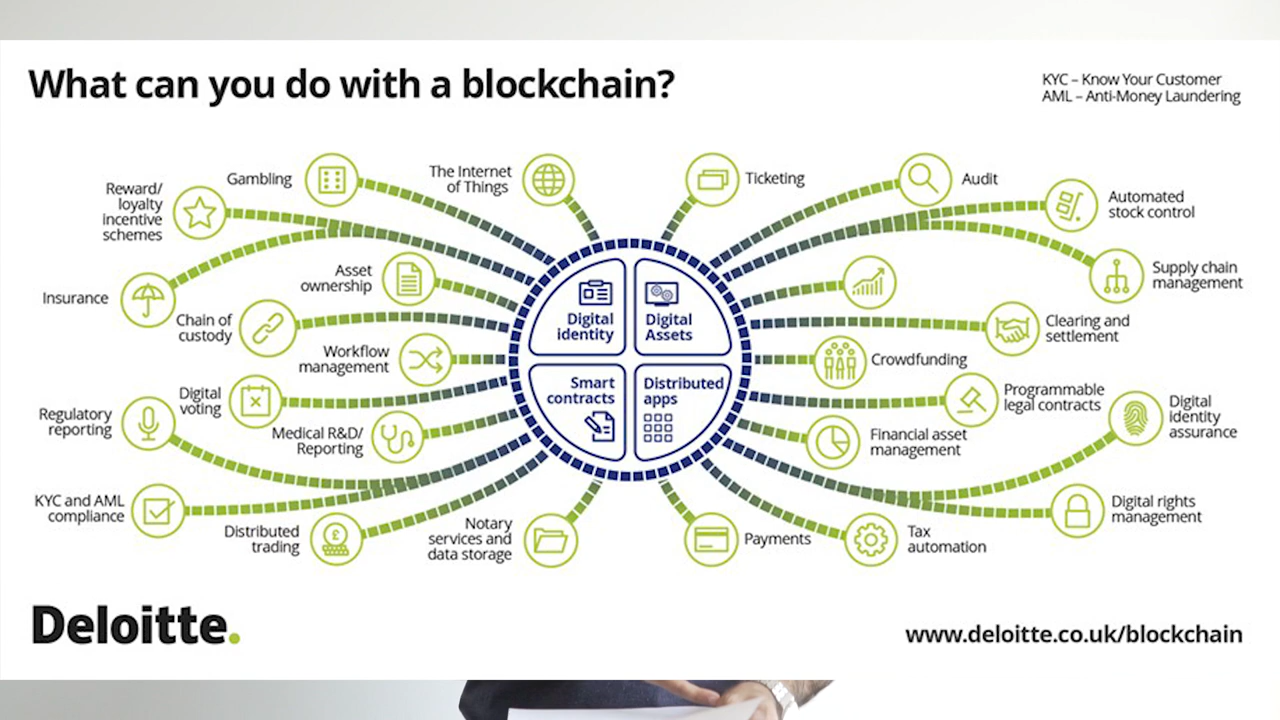 What can you do with a blockchain?
KYC – Know Your Customer
AML – Anti-Money Laundering
Gambling
Reward/
loyalty
incentive
schemes
The Internet
of Things
Ticketing
Audit
Automated
stock control
Insurance
Asset
ownership
Supply chain
management
Chain of
custody
Clearing and
settlement
Workflow
management
Crowdfunding
Digital
identity
Digital
Assets
Smart
contracts
Distributed
apps
Digital
voting
Programmable
legal contracts
Regulatory
reporting
Digital
identity
assurance
Medical R&D/
Reporting
Financial asset
management
KYC and AML
compliance
Digital rights
management
Distributed
trading
£
Notary
services and
data storage
Payments
Tax
automation
Deloitte.
www.deloitte.co.uk/blockchain